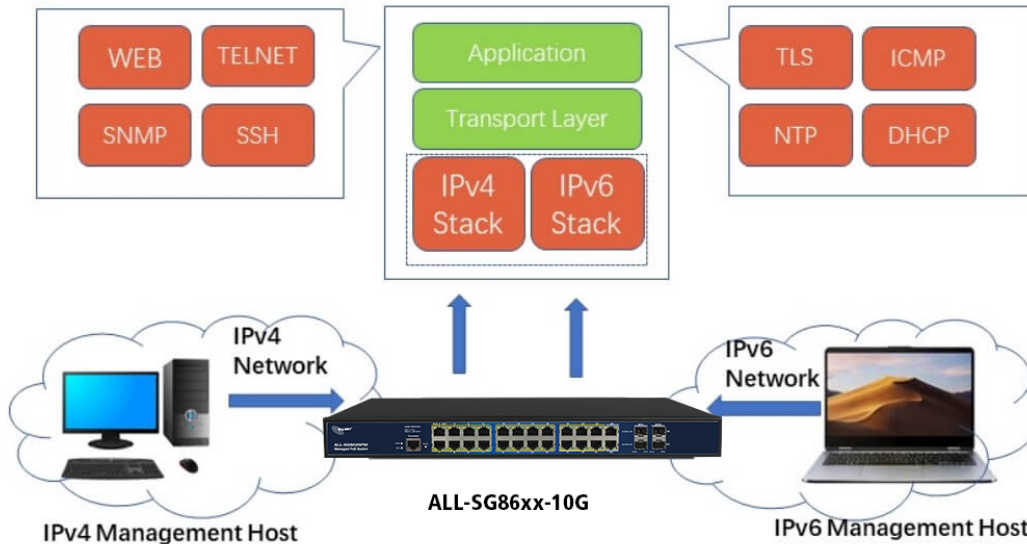 WEB
TELNET
SNMP
SSH
Application
Transport Layer
IPv4
Stack
IPv6
Stack
TLS
ICMP
NTP
DHCP
IPv4
Network
IPv6
Network
ALL-SG86xx-10G
IPv4 Management Host
IPv6 Management Host